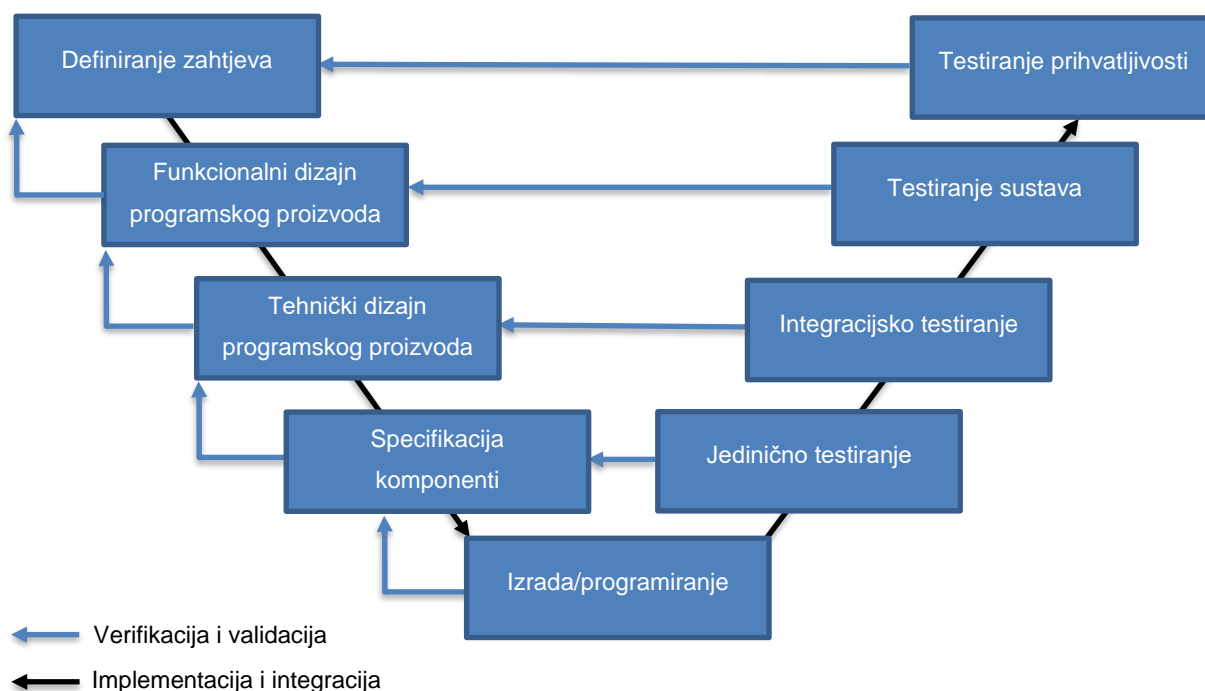 Definiranje zahtjeva
Testiranje prihvatljivosti
Funkcionalni dizajn
programskog proizvoda
Testiranje sustava
Tehnički dizajn
programskog proizvoda
Integracijsko testiranje
Specifikacija
komponenti
Jedinično testiranje
Izrada/programiranje
Verifikacija i validacija
Implementacija i integracija